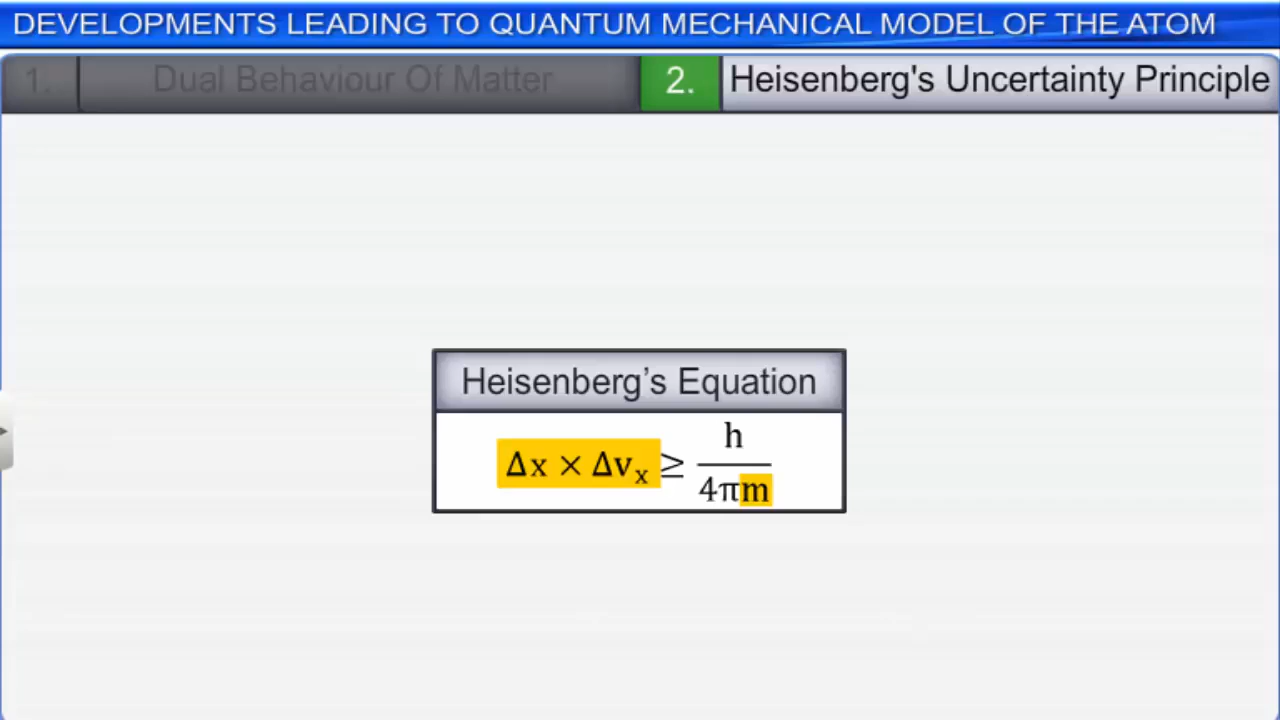 DEVELOPMENTS LEADING TO QUANTUM MECHANICAL MODEL OF THE ATOM
1. Dual Behaviour Of Matter 2. Heisenberg's Uncertainty Principle
Heisenberg’s Equation
Δx × Δvₓ ≥ h / 4πm